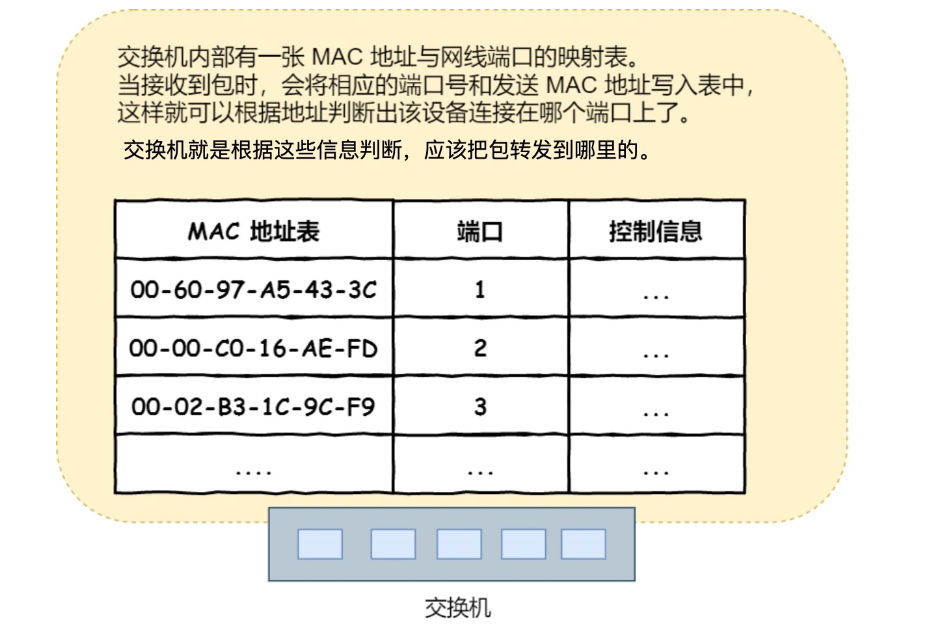 交换机内部有一张 MAC 地址与网线端口的映射表。
当接收到包时，会将相应的端口号和发送 MAC 地址写入表中，
这样就可以根据地址判断出该设备连接在哪个端口上了。
交换机就是根据这些信息判断，应该把包转发到哪里的。
MAC 地址表 端口 控制信息
00-60-97-A5-43-3C 1 ...
00-00-C0-16-AE-FD 2 ...
00-02-B3-1C-9C-F9 3 ...
.... ... ...
交换机